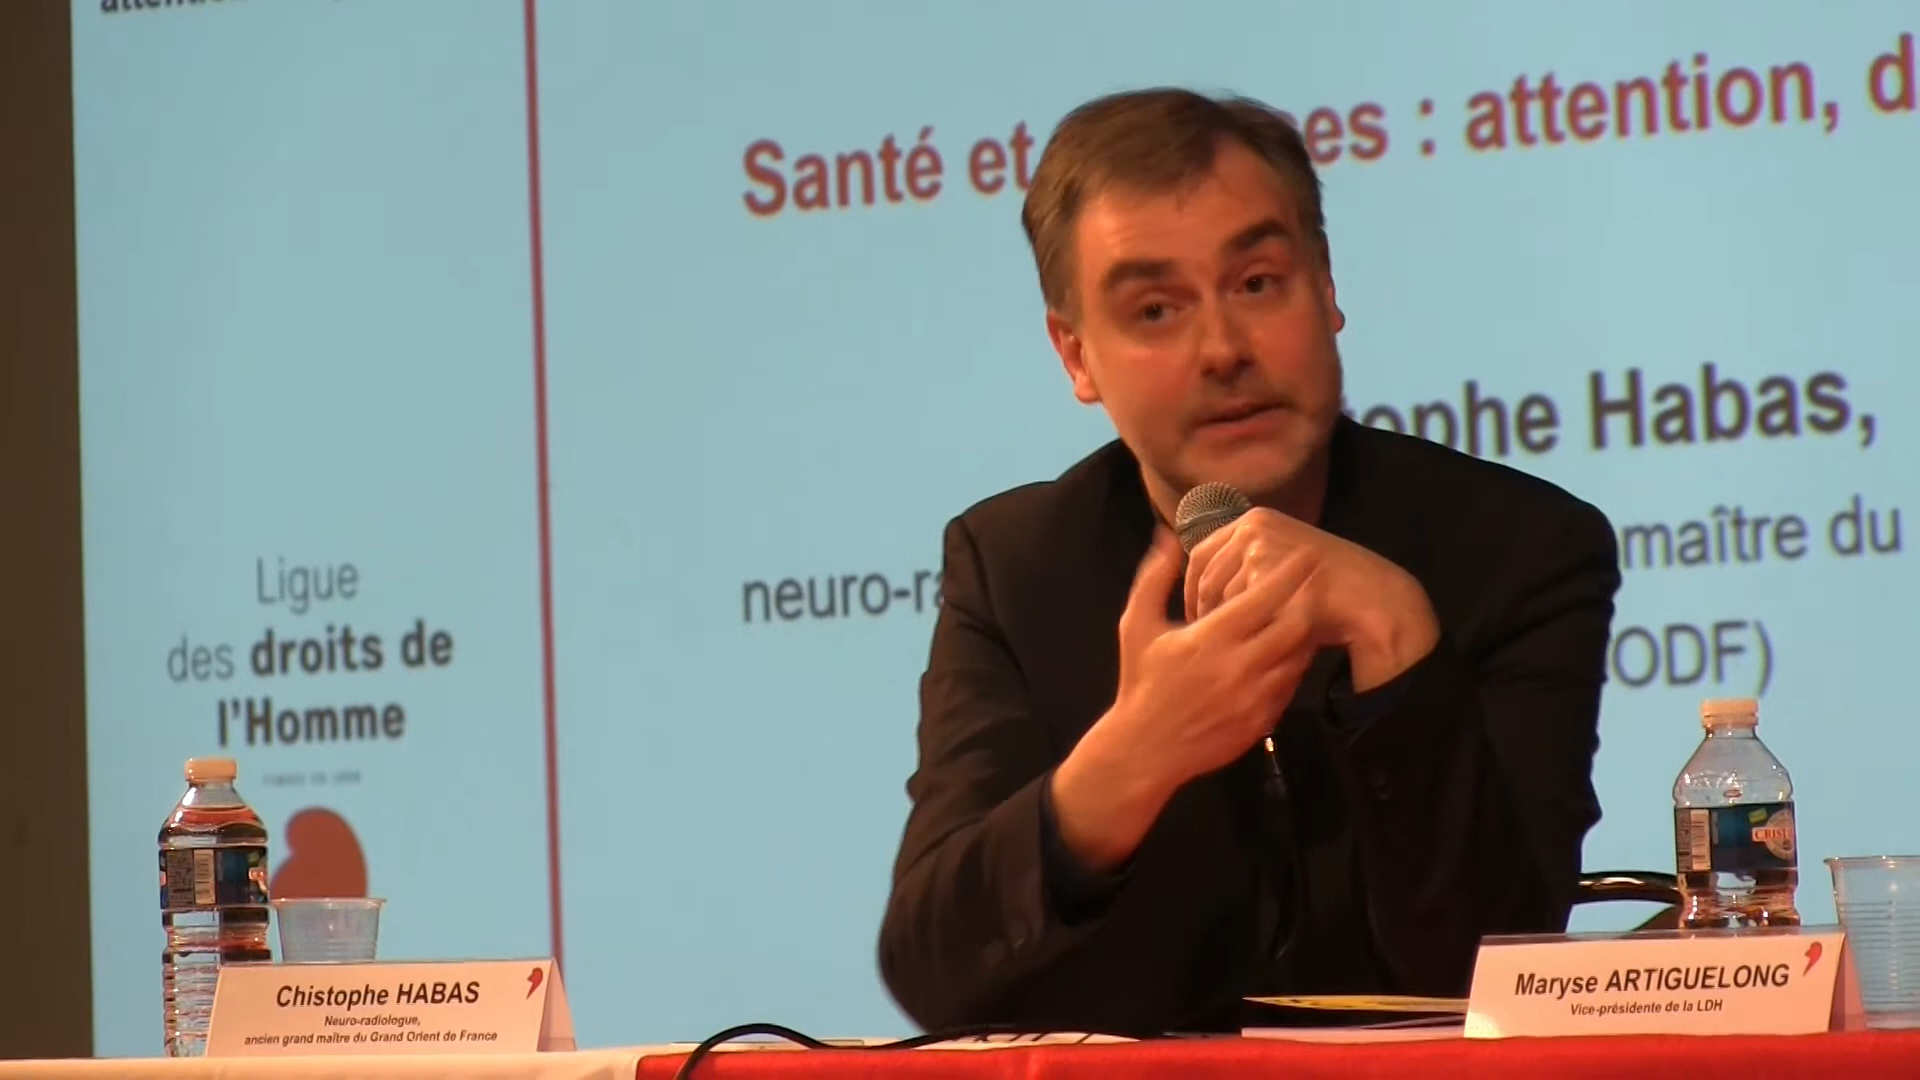 Santé et
es : attention, d
ophe Habas,
neuro-ra
maître du
ODF)
Ligue
des droits de
l'Homme
Chistophe HABAS
Neuro-radiologue,
ancien grand maître du Grand Orient de France
Maryse ARTIGUELONG
Vice-présidente de la LDH
CRIST